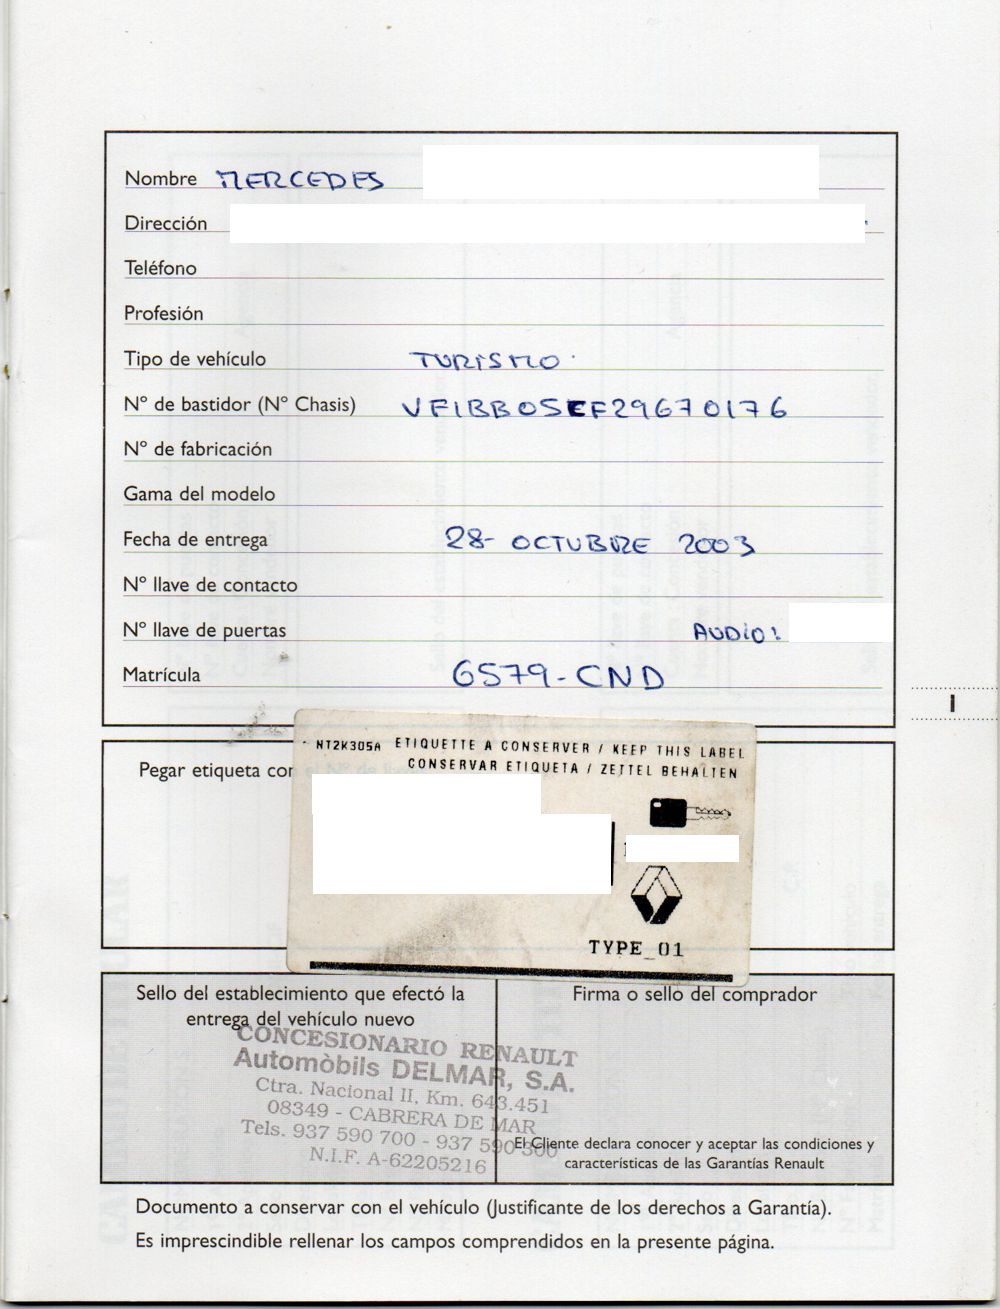 Nombre MERCEDES
Dirección
Teléfono
Profesión
Tipo de vehículo TURISMO
Nº de bastidor (Nº Chasis) VF1BB05EF29670176
Nº de fabricación
Gama del modelo
Fecha de entrega 28- OCTUBRE 2003
Nº llave de contacto
Nº llave de puertas AUDIO:
Matrícula 6579-CND
I
NT2K305A ETIQUETTE A CONSERVER / KEEP THIS LABEL
CONSERVAR ETIQUETA / ZETTEL BEHALTEN
Pegar etiqueta con
TYPE_01
Sello del establecimiento que efectó la
entrega del vehículo nuevo
CONCESIONARIO RENAULT
Automòbils DELMAR, S.A.
Ctra. Nacional II, Km. 643.451
08349 - CABRERA DE MAR
Tels. 937 590 700 - 937 590 300
N.I.F. A-62205216
Firma o sello del comprador
El Cliente declara conocer y aceptar las condiciones y
características de las Garantías Renault
Documento a conservar con el vehículo (Justificante de los derechos a Garantía).
Es imprescindible rellenar los campos comprendidos en la presente página.